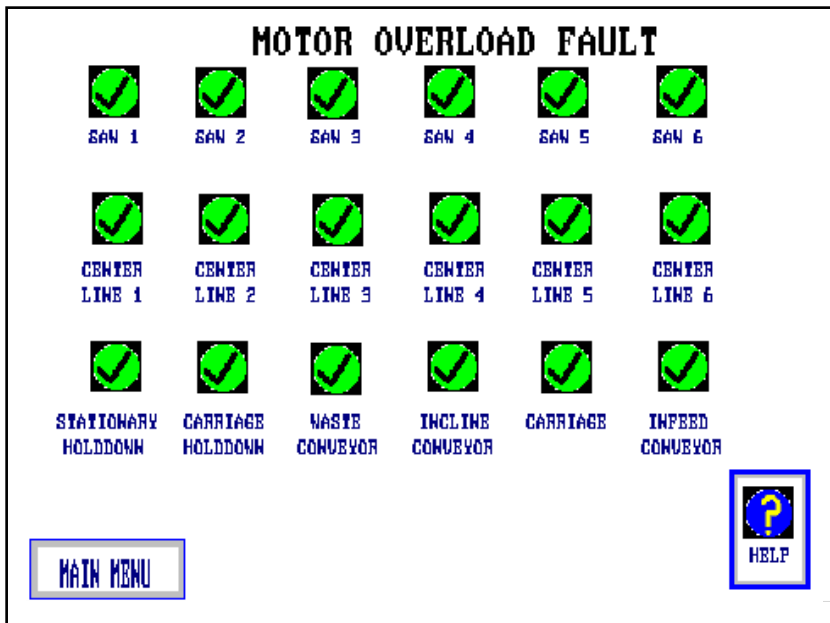 MOTOR OVERLOAD FAULT
SAW 1 SAW 2 SAW 3 SAW 4 SAW 5 SAW 6
CENTER CENTER CENTER CENTER CENTER CENTER
LINE 1 LINE 2 LINE 3 LINE 4 LINE 5 LINE 6
STATIONARY CARRIAGE WASTE INCLINE CARRIAGE INFEED
HOLDDOWN HOLDDOWN CONVEYOR CONVEYOR CONVEYOR
?
HELP
MAIN MENU